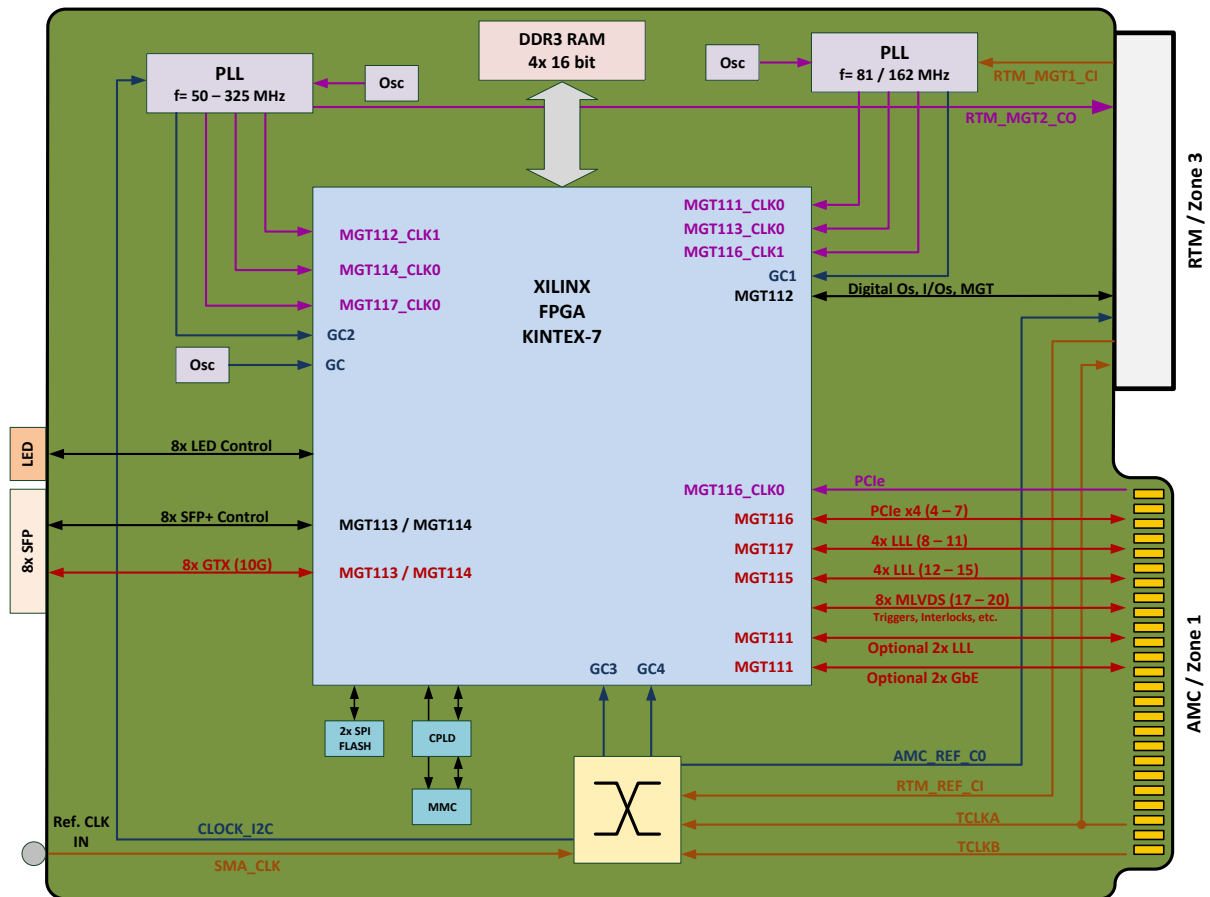 DDR3 RAM
4x 16 bit
PLL
f= 50 – 325 MHz
Osc
Osc
PLL
f= 81 / 162 MHz
RTM_MGT1_CI
RTM_MGT2_CO
RTM / Zone 3
MGT112_CLK1
MGT114_CLK0
MGT117_CLK0
GC2
Osc
GC
XILINX
FPGA
KINTEX-7
MGT111_CLK0
MGT113_CLK0
MGT116_CLK1
GC1
MGT112
Digital Os, I/Os, MGT
LED
8x LED Control
8x SFP
8x SFP+ Control
MGT113 / MGT114
8x GTX (10G)
MGT113 / MGT114
MGT116_CLK0
PCIe
MGT116
PCIe x4 (4 – 7)
MGT117
4x LLL (8 – 11)
MGT115
4x LLL (12 – 15)
8x MLVDS (17 – 20)
Triggers, Interlocks, etc.
MGT111
Optional 2x LLL
MGT111
Optional 2x GbE
AMC / Zone 1
GC3
GC4
2x SPI
FLASH
CPLD
MMC
AMC_REF_C0
RTM_REF_CI
TCLKA
TCLKB
Ref. CLK
IN
CLOCK_I2C
SMA_CLK